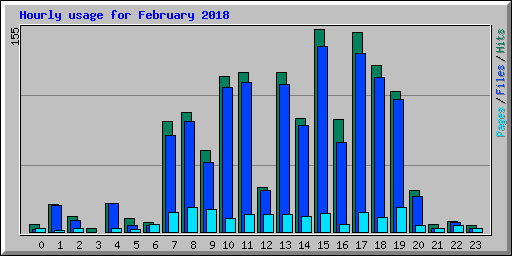 Hourly usage for February 2018
155
Pages/Files/Hits
0 1 2 3 4 5 6 7 8 9 10 11 12 13 14 15 16 17 18 19 20 21 22 23